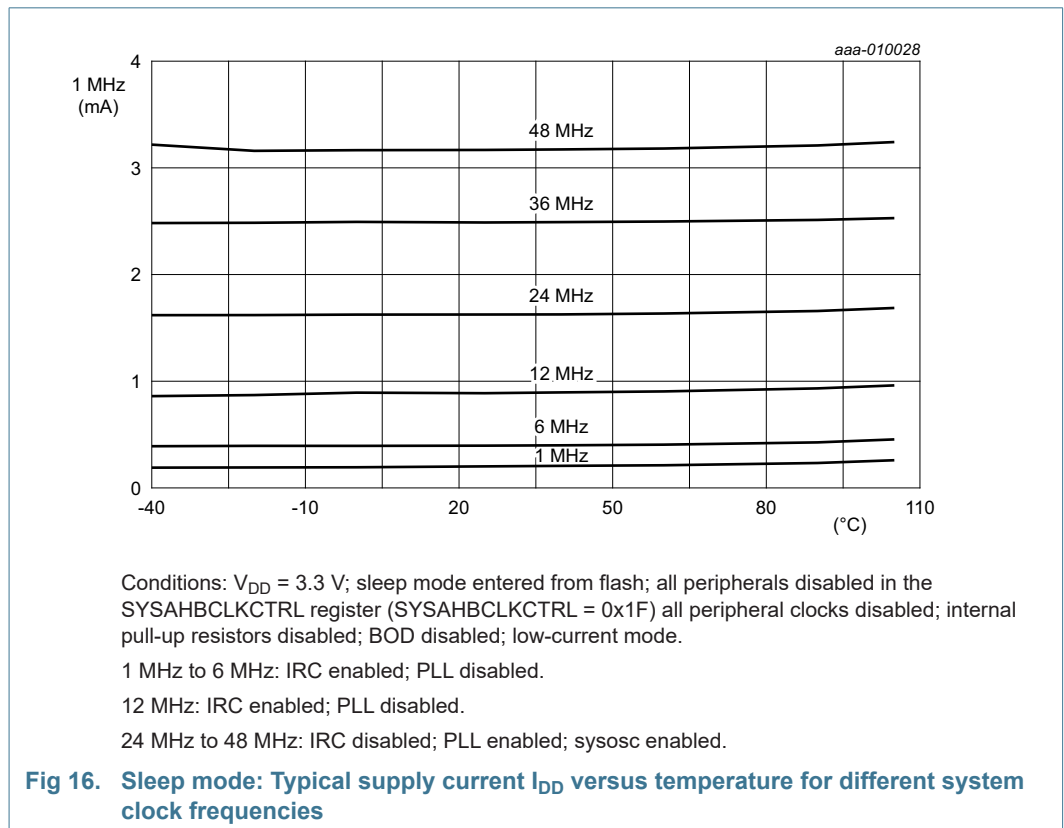 aaa-010028
4
1 MHz
(mA)
48 MHz
3
36 MHz
2
24 MHz
1
12 MHz
6 MHz
1 MHz
0
-40 -10 20 50 80 110
(°C)
Conditions: VDD = 3.3 V; sleep mode entered from flash; all peripherals disabled in the
SYSAHBCLKCTRL register (SYSAHBCLKCTRL = 0x1F) all peripheral clocks disabled; internal
pull-up resistors disabled; BOD disabled; low-current mode.
1 MHz to 6 MHz: IRC enabled; PLL disabled.
12 MHz: IRC enabled; PLL disabled.
24 MHz to 48 MHz: IRC disabled; PLL enabled; sysosc enabled.
Fig 16. Sleep mode: Typical supply current IDD versus temperature for different system
clock frequencies